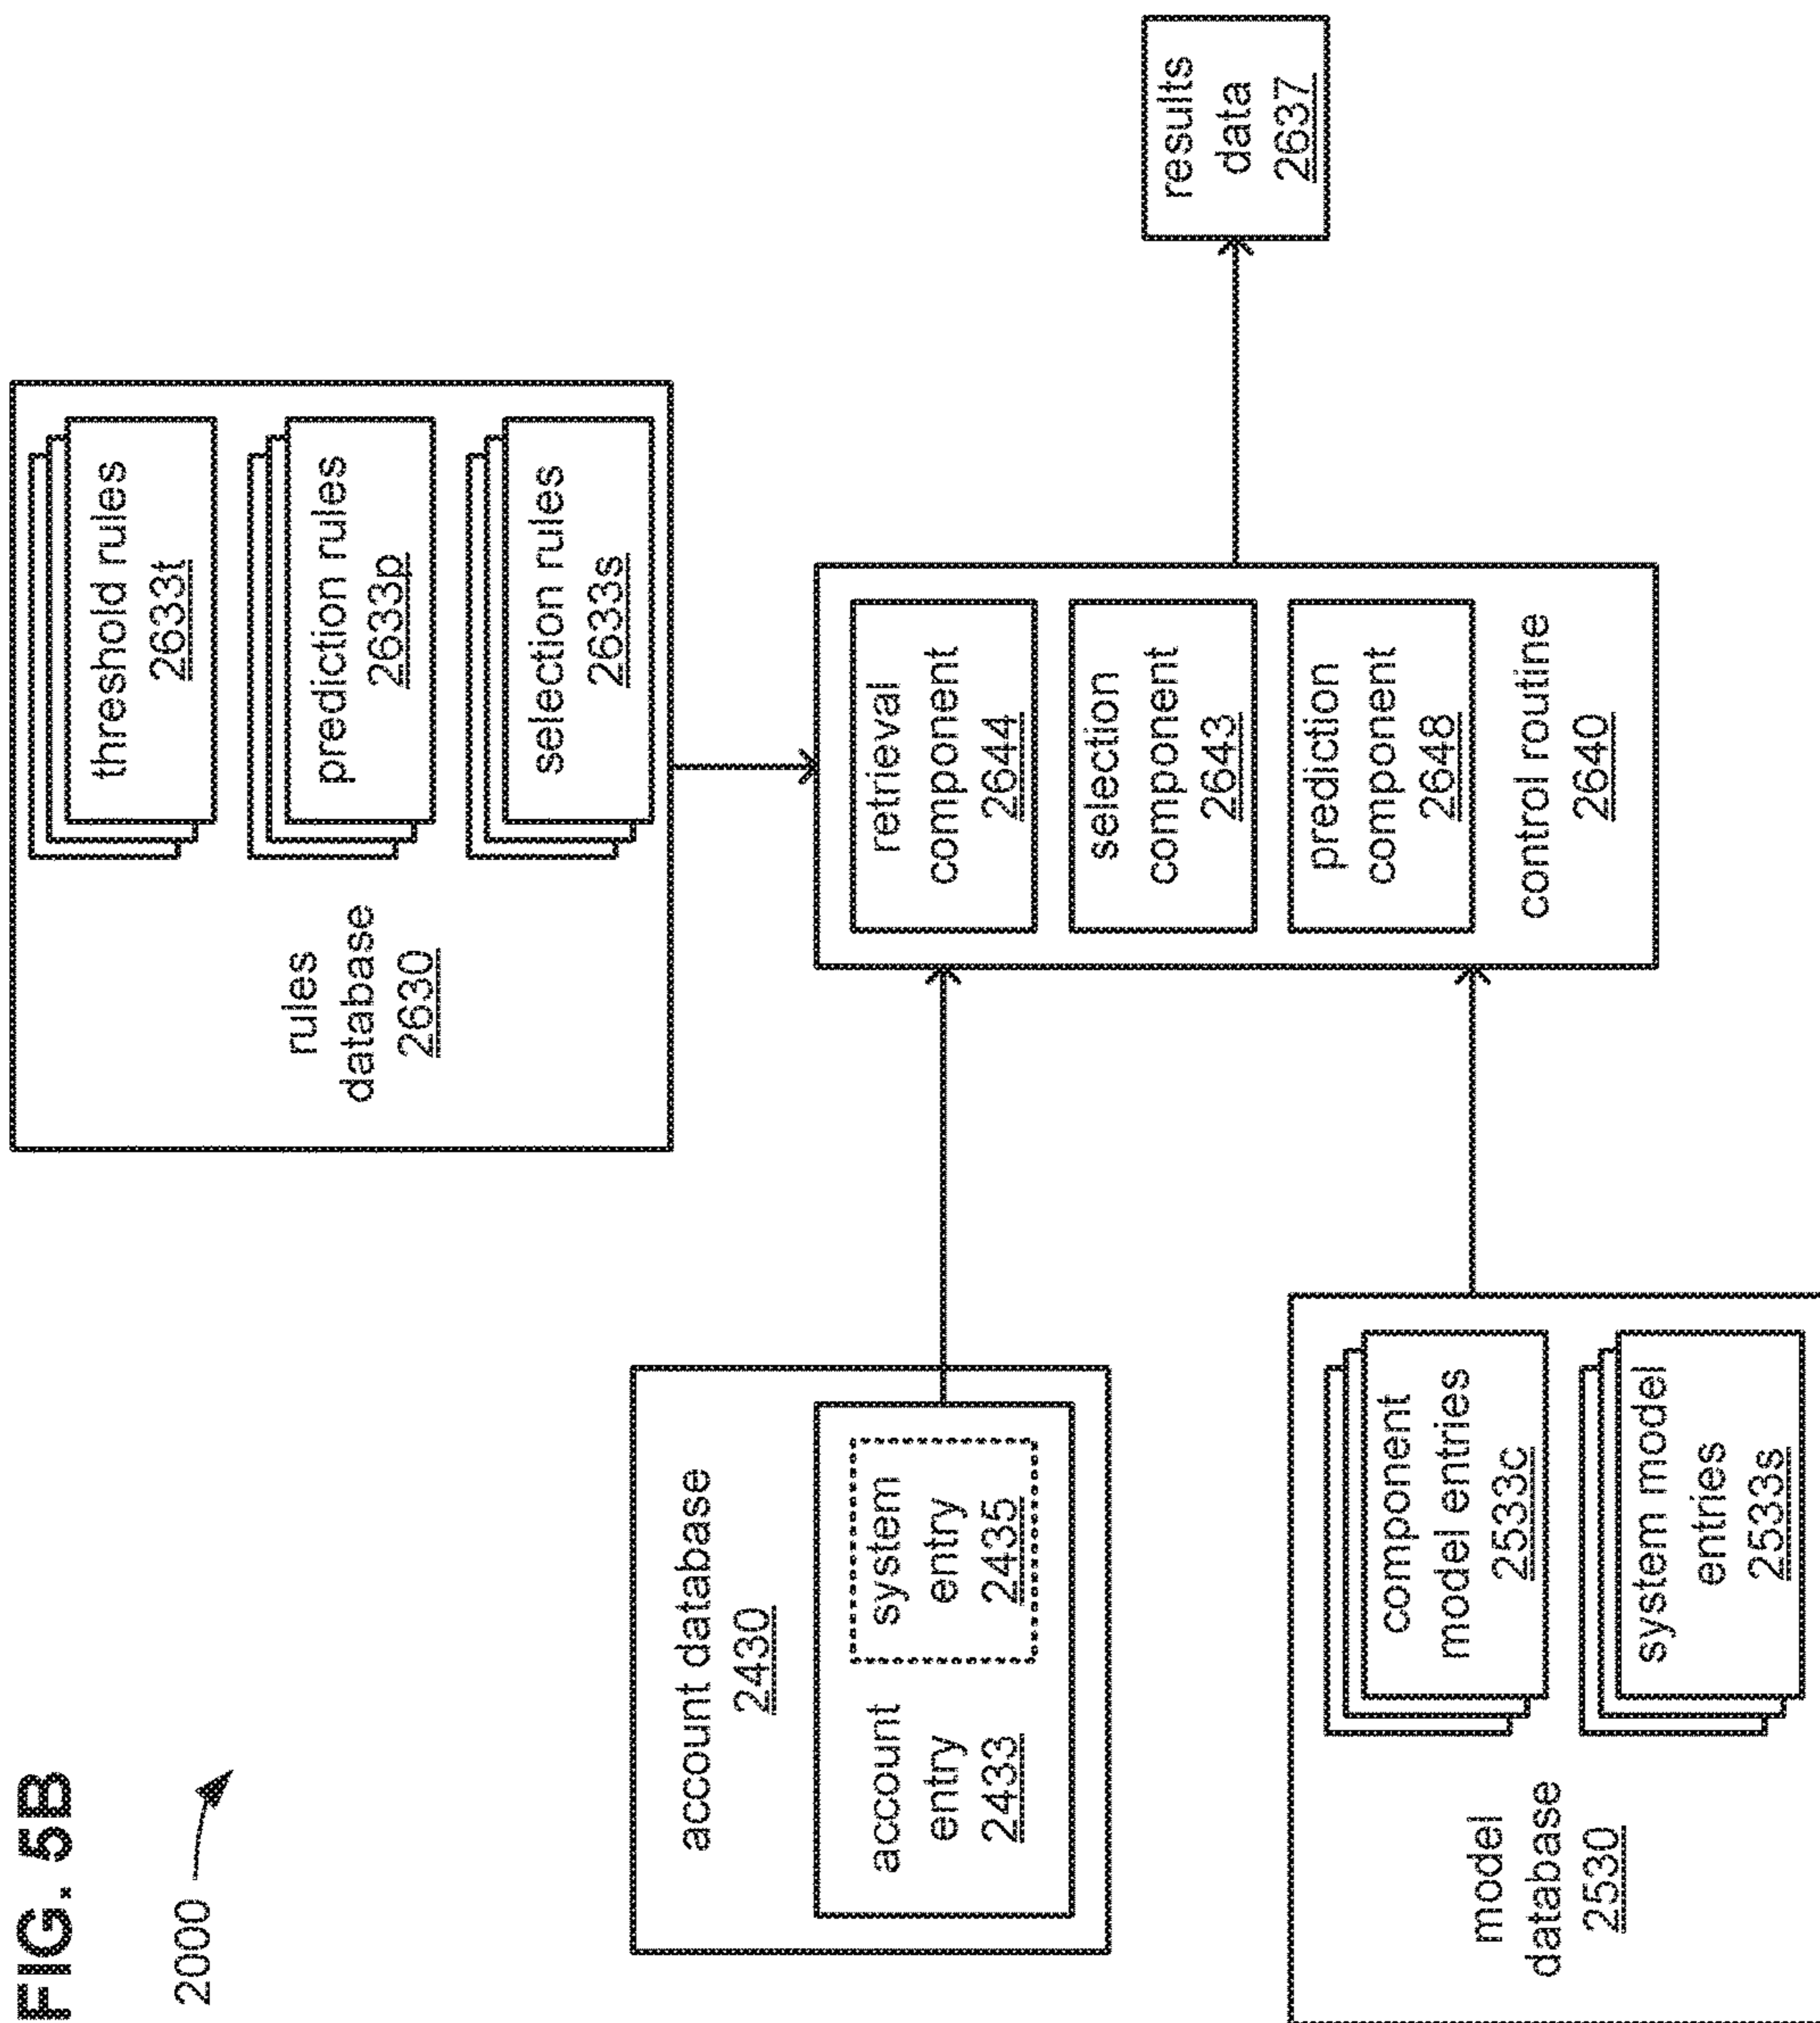 FIG. 5B
2000
rules
database
2630
threshold rules
2633t
prediction rules
2633p
selection rules
2633s
account database
2430
account
entry
2433
system
entry
2435
retrieval
component
2644
selection
component
2643
prediction
component
2648
control routine
2640
results
data
2637
model
database
2530
component
model entries
2533c
system model
entries
2533s